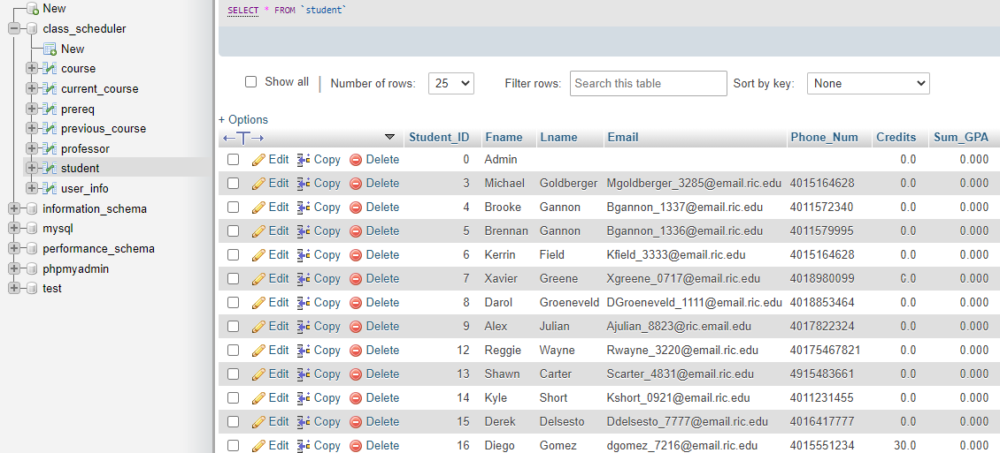 New
class_scheduler
New
course
current_course
prereq
previous_course
professor
student
user_info
information_schema
mysql
performance_schema
phpmyadmin
test
SELECT * FROM `student`
Show all Number of rows: 25 Filter rows: Search this table Sort by key: None
+ Options
Student_ID Fname Lname Email Phone_Num Credits Sum_GPA
Edit Copy Delete 0 Admin 0.0 0.000
Edit Copy Delete 3 Michael Goldberger Mgoldberger_3285@email.ric.edu 4015164628 0.0 0.000
Edit Copy Delete 4 Brooke Gannon Bgannon_1337@email.ric.edu 4011572340 0.0 0.000
Edit Copy Delete 5 Brennan Gannon Bgannon_1336@email.ric.edu 4011579995 0.0 0.000
Edit Copy Delete 6 Kerrin Field Kfield_3333@email.ric.edu 4015164628 0.0 0.000
Edit Copy Delete 7 Xavier Greene Xgreene_0717@email.ric.edu 4018980099 0.0 0.000
Edit Copy Delete 8 Darol Groeneveld DGroeneveld_1111@email.ric.edu 4018853464 0.0 0.000
Edit Copy Delete 9 Alex Julian Ajulian_8823@ric.email.edu 4017822324 0.0 0.000
Edit Copy Delete 12 Reggie Wayne Rwayne_3220@email.ric.edu 40175467821 0.0 0.000
Edit Copy Delete 13 Shawn Carter Scarter_4831@email.ric.edu 4915483661 0.0 0.000
Edit Copy Delete 14 Kyle Short Kshort_0921@email.ric.edu 4011231455 0.0 0.000
Edit Copy Delete 15 Derek Delsesto Ddelsesto_7777@email.ric.edu 4016417777 0.0 0.000
Edit Copy Delete 16 Diego Gomez dgomez_7216@email.ric.edu 4015551234 30.0 0.000